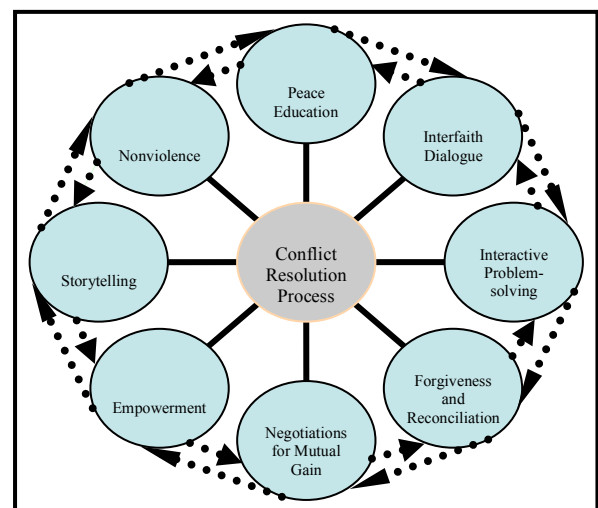 Peace
Education
Interfaith
Dialogue
Nonviolence
Conflict
Resolution
Process
Interactive
Problem-
solving
Storytelling
Forgiveness
and
Reconciliation
Empowerment
Negotiations
for Mutual
Gain